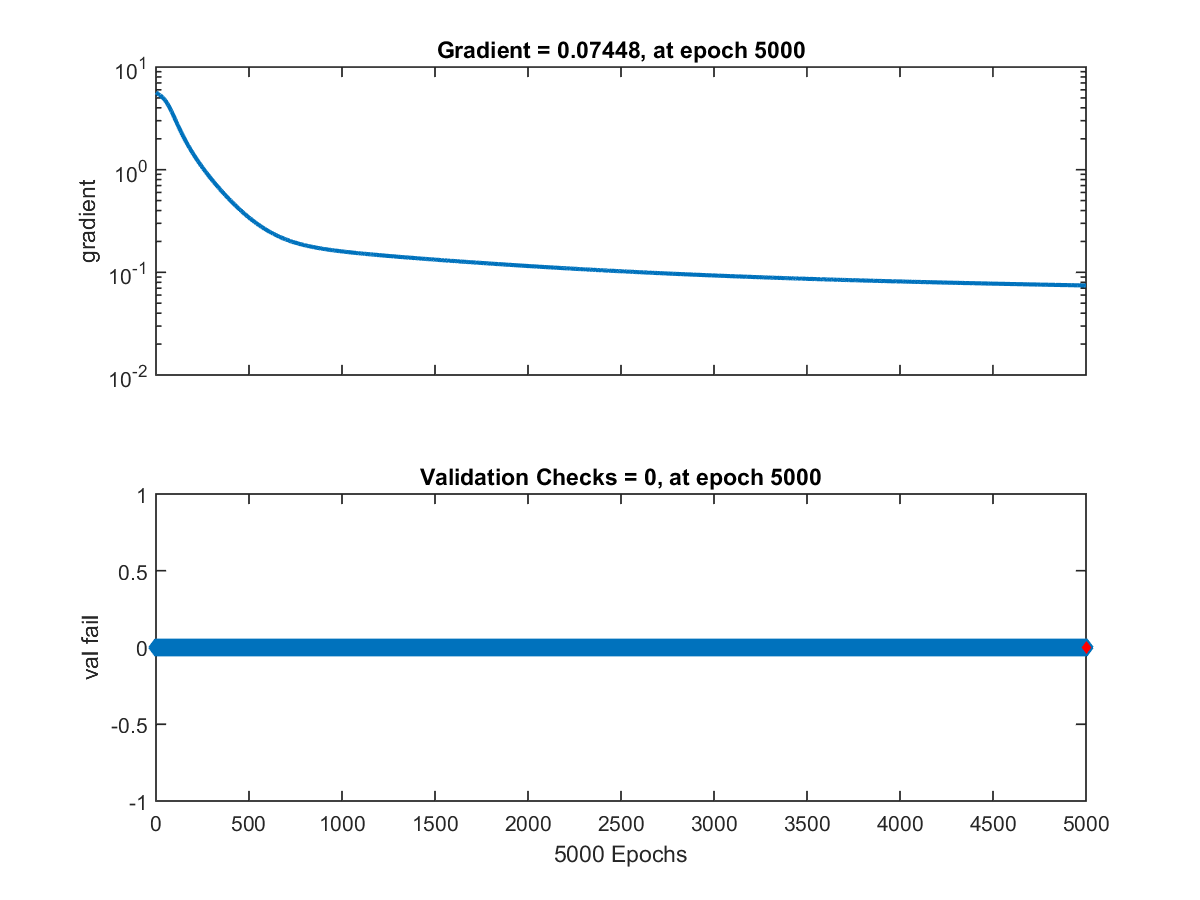 Gradient = 0.07448, at epoch 5000
10^1
10^0
10^-1
10^-2
gradient
Validation Checks = 0, at epoch 5000
1
0.5
0
-0.5
-1
val fail
0 500 1000 1500 2000 2500 3000 3500 4000 4500 5000
5000 Epochs